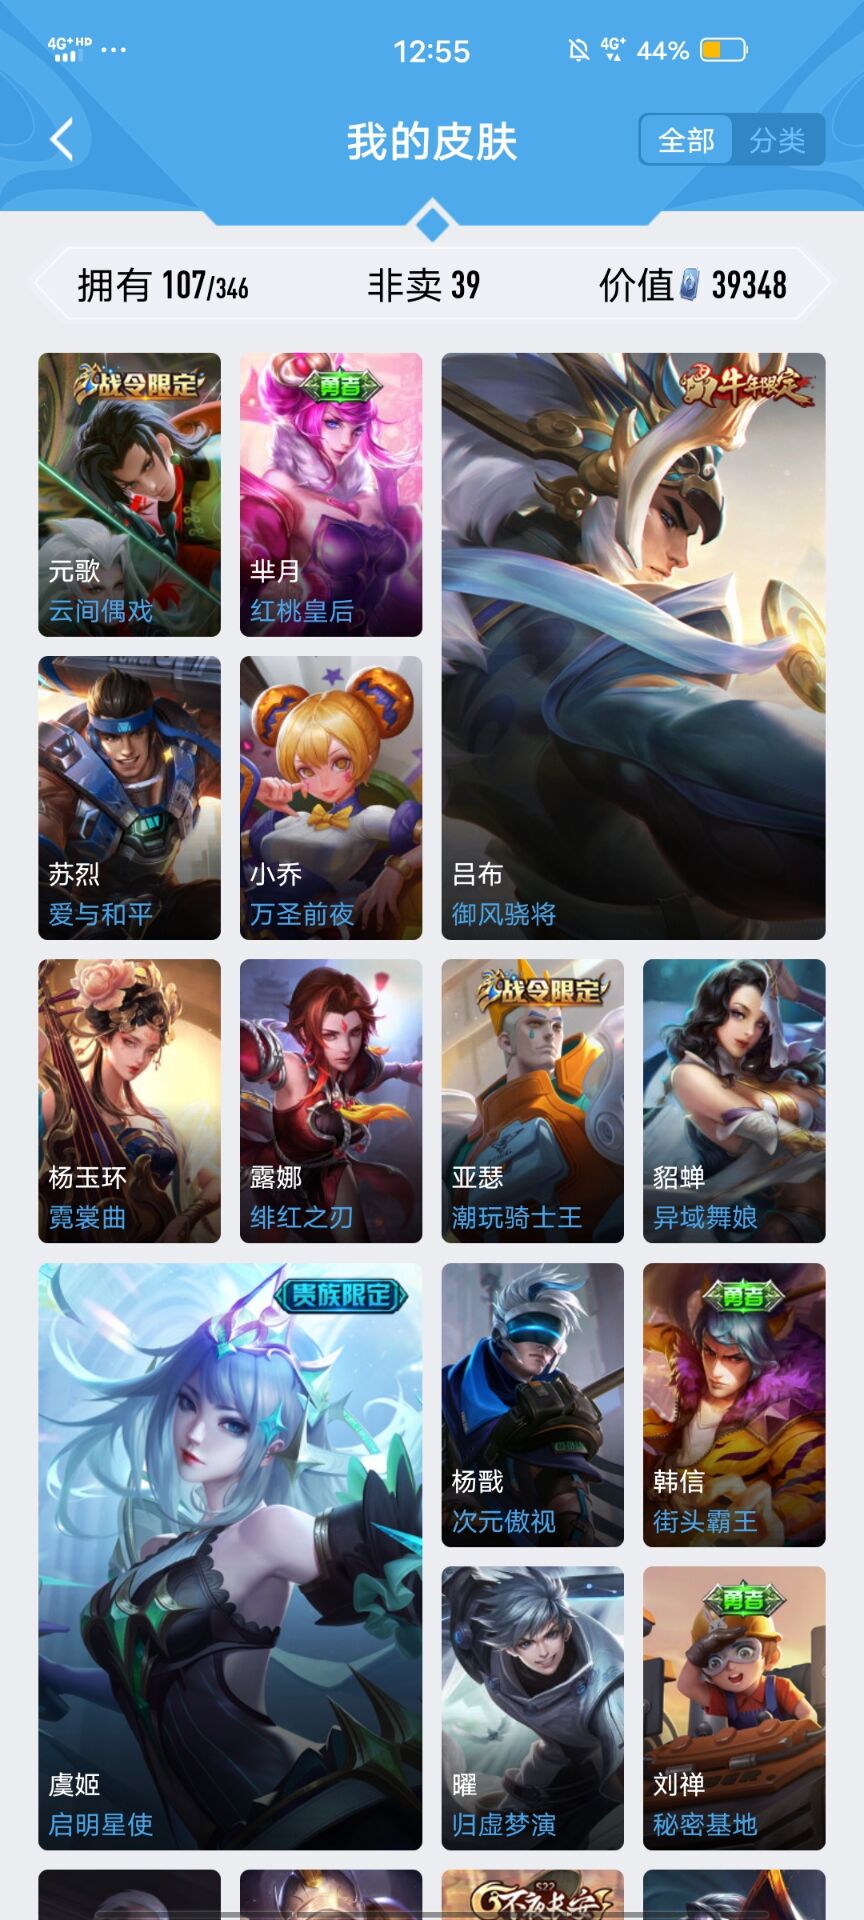 4G+ HD ... 12:55 4G+ 44%
我的皮肤 全部 分类
拥有 107/346 非卖 39 价值 39348
战令限定
元歌
云间偶戏
勇者
芈月
红桃皇后
牛年限定
吕布
御风骁将
苏烈
爱与和平
小乔
万圣前夜
杨玉环
霓裳曲
露娜
绯红之刃
战令限定
亚瑟
潮玩骑士王
貂蝉
异域舞娘
贵族限定
虞姬
启明星使
杨戬
次元傲视
勇者
韩信
街头霸王
曜
归虚梦演
勇者
刘禅
秘密基地
S22
不夜长安